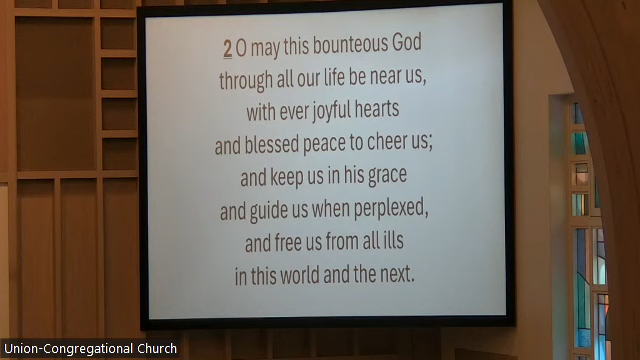 2 O may this bounteous God
through all our life be near us,
with ever joyful hearts
and blessed peace to cheer us;
and keep us in his grace
and guide us when perplexed,
and free us from all ills
in this world and the next.
Union-Congregational Church